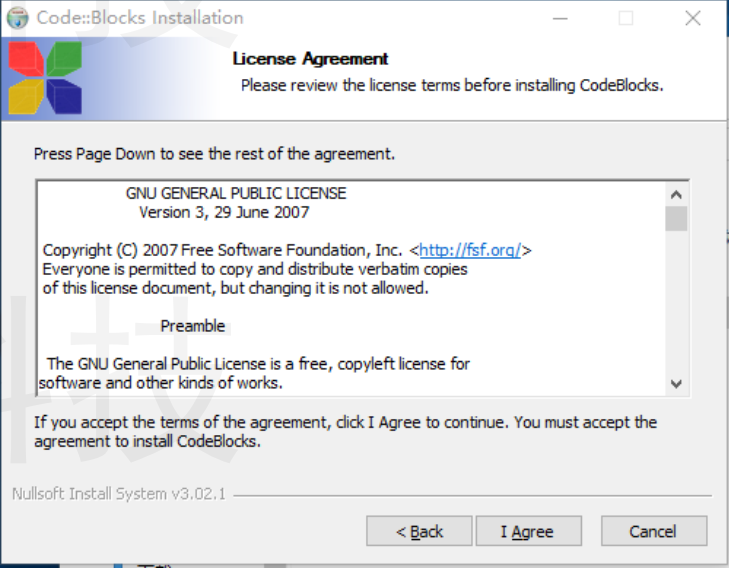 Code::Blocks Installation
License Agreement
Please review the license terms before installing CodeBlocks.
Press Page Down to see the rest of the agreement.
GNU GENERAL PUBLIC LICENSE
Version 3, 29 June 2007
Copyright (C) 2007 Free Software Foundation, Inc. <http://fsf.org/>
Everyone is permitted to copy and distribute verbatim copies
of this license document, but changing it is not allowed.
Preamble
The GNU General Public License is a free, copyleft license for
software and other kinds of works.
If you accept the terms of the agreement, click I Agree to continue. You must accept the
agreement to install CodeBlocks.
Nullsoft Install System v3.02.1
< Back
I Agree
Cancel